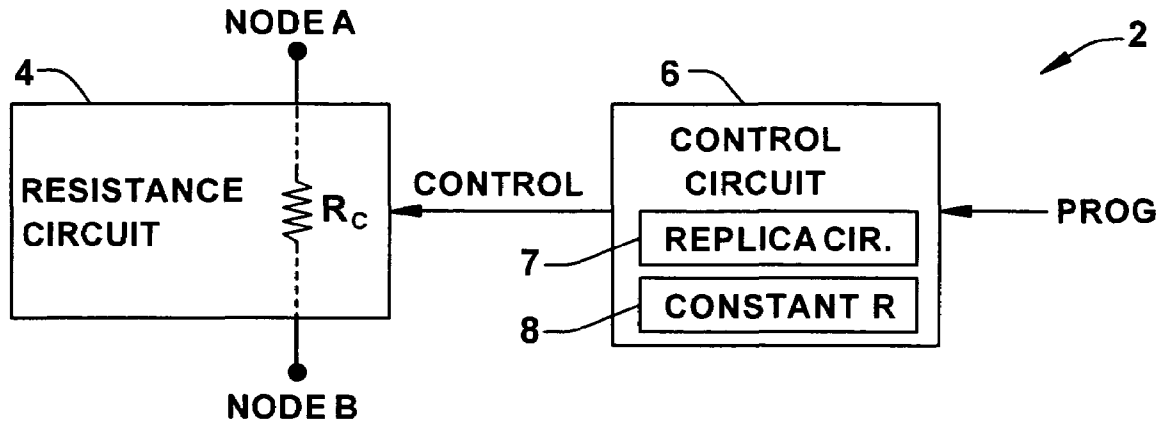 NODE A
2
4
6
CONTROL
CIRCUIT
RESISTANCE
CIRCUIT
RC
CONTROL
PROG
7
REPLICA CIR.
8
CONSTANT R
NODE B